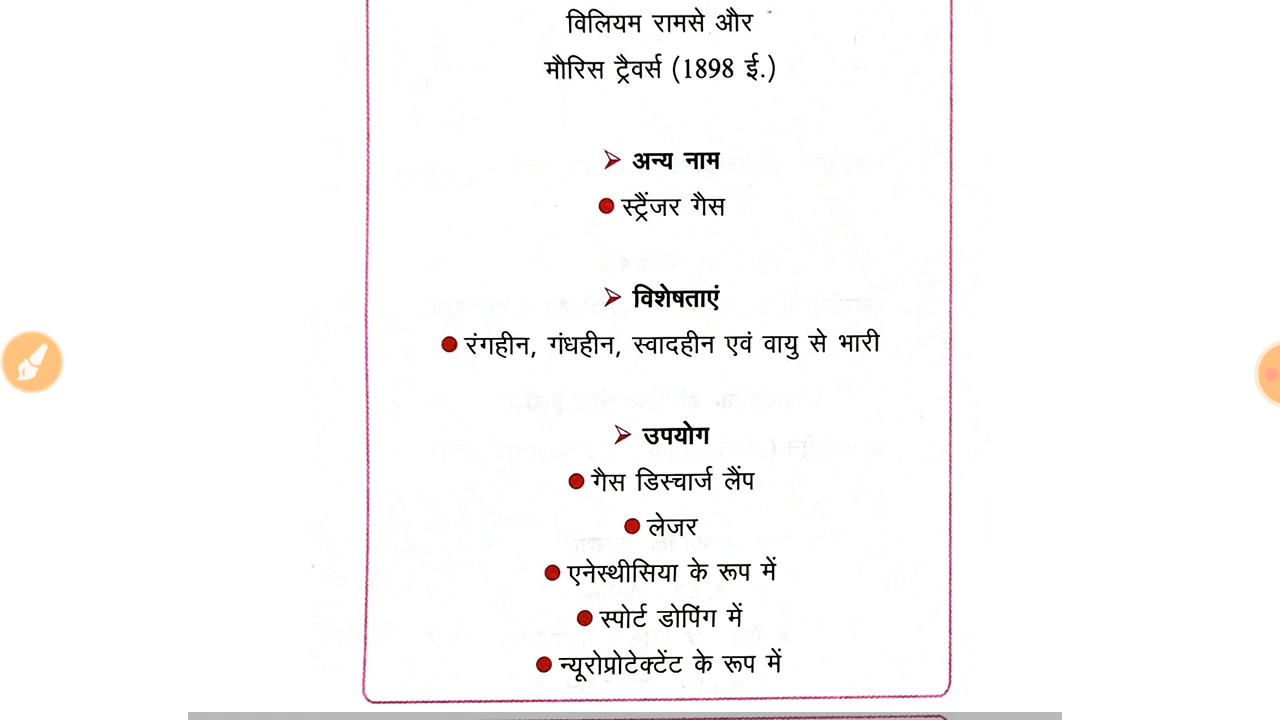 विलियम रामसे और
मौरिस ट्रैवर्स (1898 ई.)
➢ अन्य नाम
● स्ट्रैंजर गैस
➢ विशेषताएं
● रंगहीन, गंधहीन, स्वादहीन एवं वायु से भारी
➢ उपयोग
● गैस डिस्चार्ज लैंप
● लेजर
● एनेस्थीसिया के रूप में
● स्पोर्ट डोपिंग में
● न्यूरोप्रोटेक्टेंट के रूप में